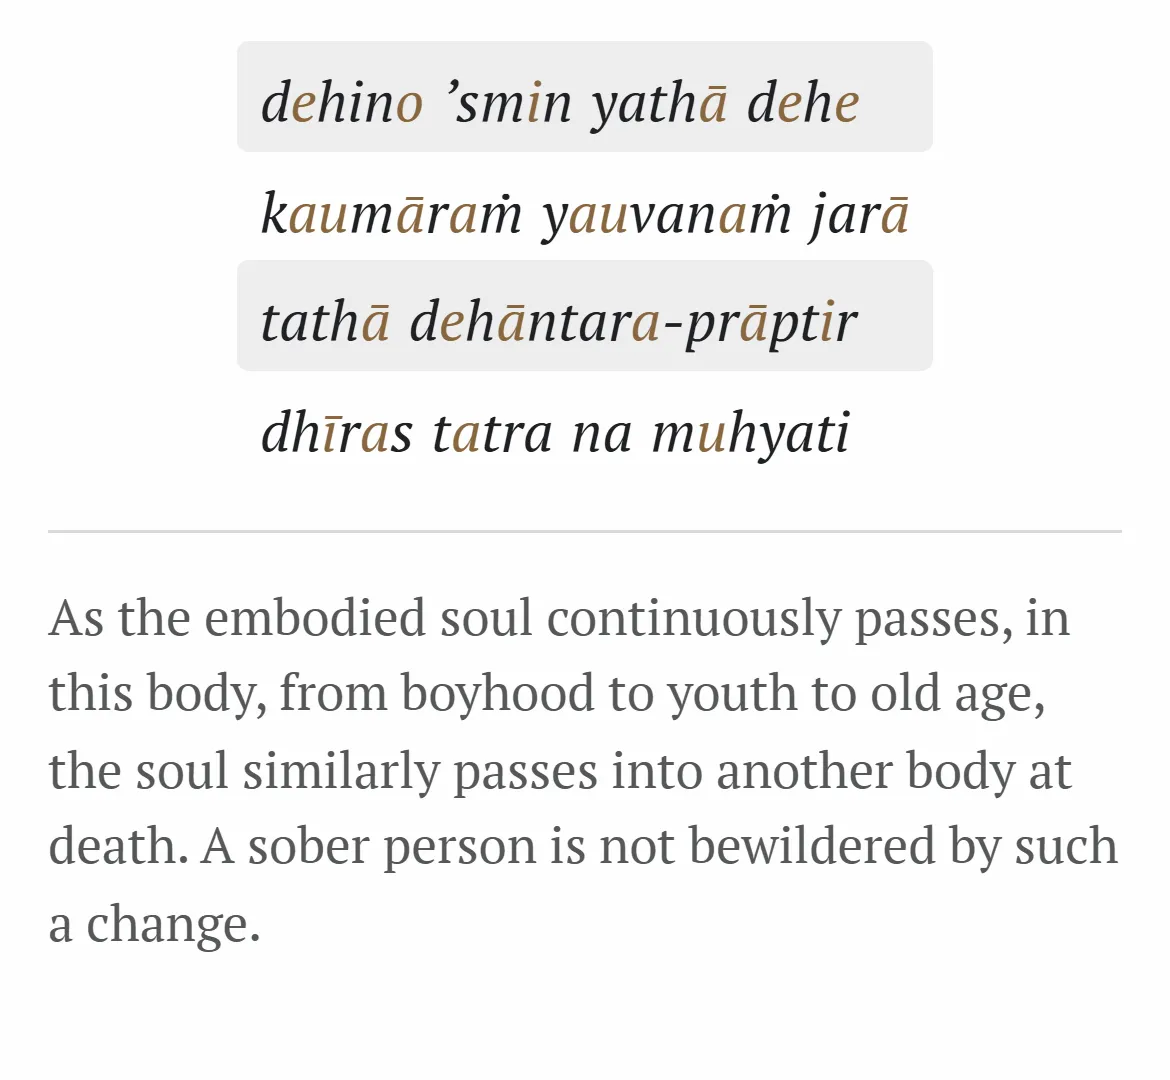 dehino ’smin yathā dehe
kaumāraṁ yauvanaṁ jarā
tathā dehāntara-prāptir
dhīras tatra na muhyati
As the embodied soul continuously passes, in
this body, from boyhood to youth to old age,
the soul similarly passes into another body at
death. A sober person is not bewildered by such
a change.